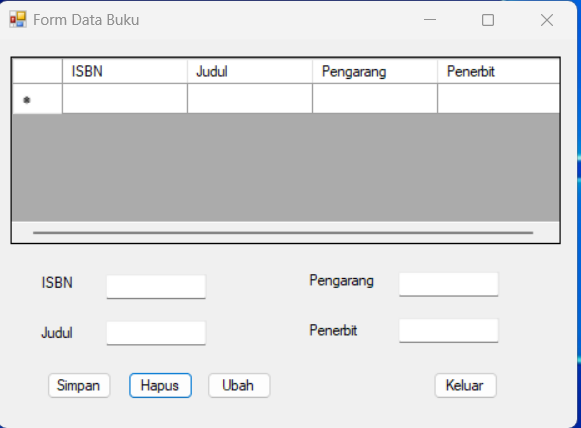 Form Data Buku
ISBN Judul Pengarang Penerbit
*
ISBN Pengarang
Judul Penerbit
Simpan Hapus Ubah Keluar